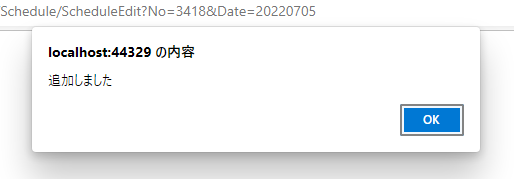 /Schedule/ScheduleEdit?No=3418&Date=20220705
localhost:44329 の内容
追加しました
OK